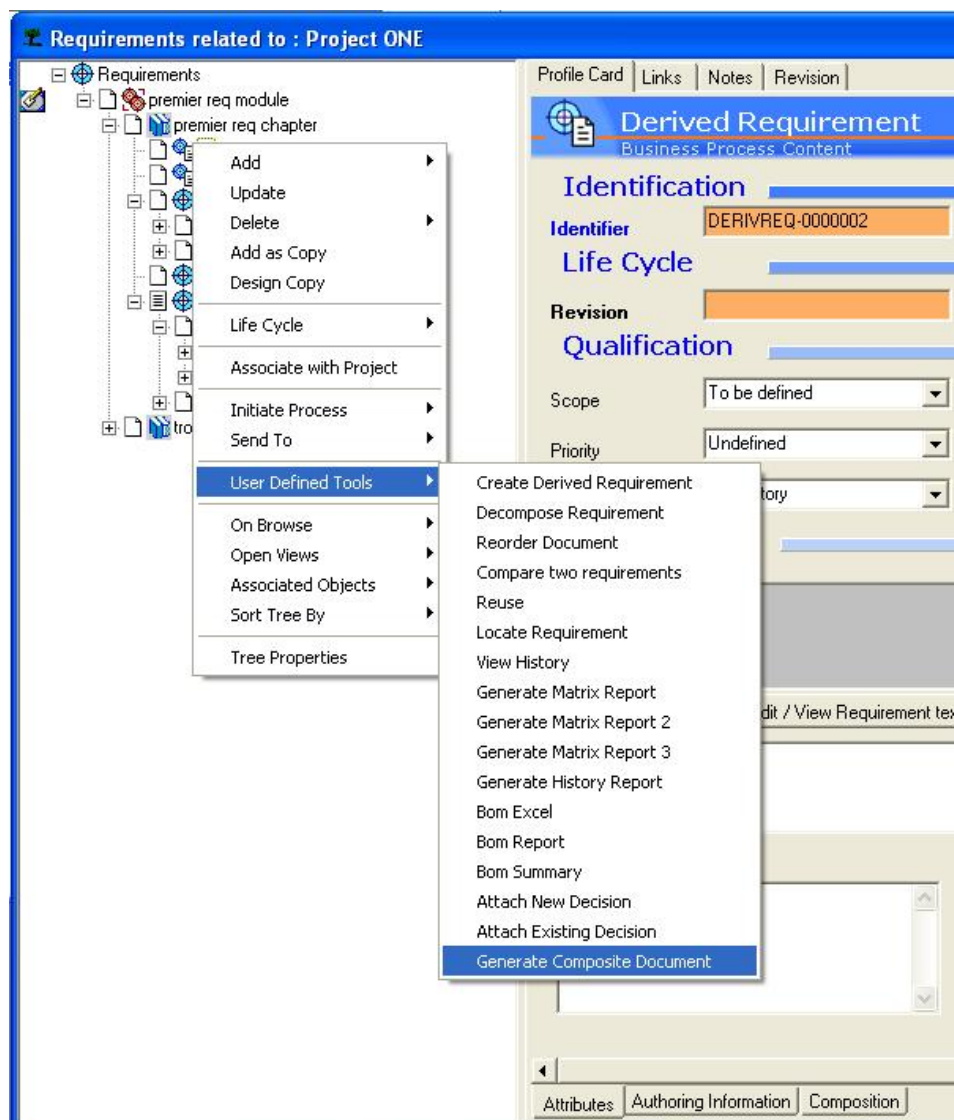 Requirements related to : Project ONE
Requirements
premier req module
premier req chapter
Add
Update
Delete
Add as Copy
Design Copy
Life Cycle
Associate with Project
Initiate Process
Send To
User Defined Tools
On Browse
Open Views
Associated Objects
Sort Tree By
Tree Properties
Create Derived Requirement
Decompose Requirement
Reorder Document
Compare two requirements
Reuse
Locate Requirement
View History
Generate Matrix Report
Generate Matrix Report 2
Generate Matrix Report 3
Generate History Report
Bom Excel
Bom Report
Bom Summary
Attach New Decision
Attach Existing Decision
Generate Composite Document
Profile Card Links Notes Revision
Derived Requirement
Business Process Content
Identification
Identifier DERIVREQ-0000002
Life Cycle
Revision
Qualification
Scope To be defined
Priority Undefined
tory
dit / View Requirement tex
Attributes Authoring Information Composition
tro